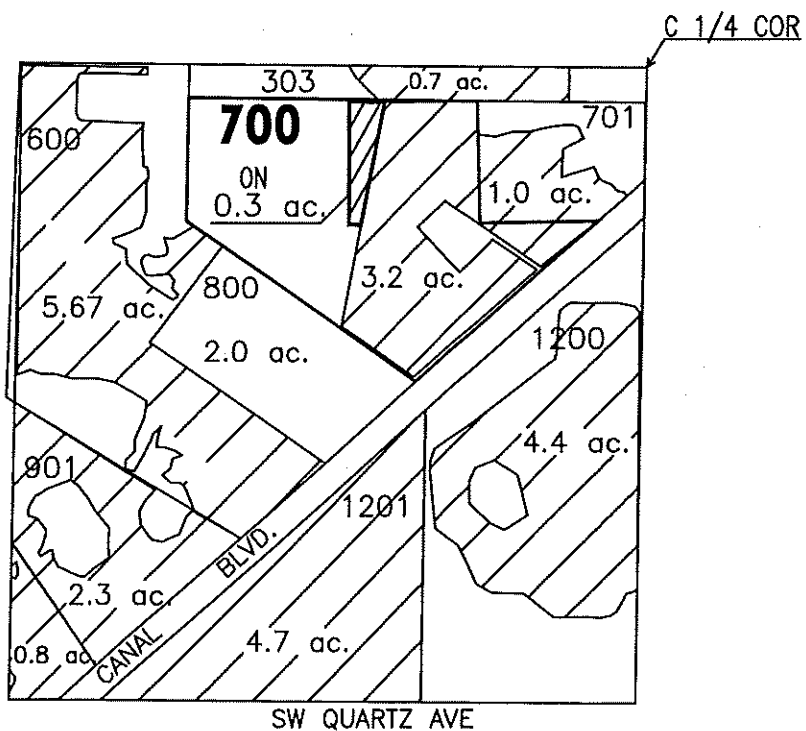 C 1/4 COR
303
0.7 ac.
700
701
600
ON
0.3 ac.
1.0 ac.
800
3.2 ac.
5.67 ac.
2.0 ac.
1200
4.4 ac.
901
1201
BLVD.
2.3 ac.
CANAL
4.7 ac.
0.8 ac
SW QUARTZ AVE